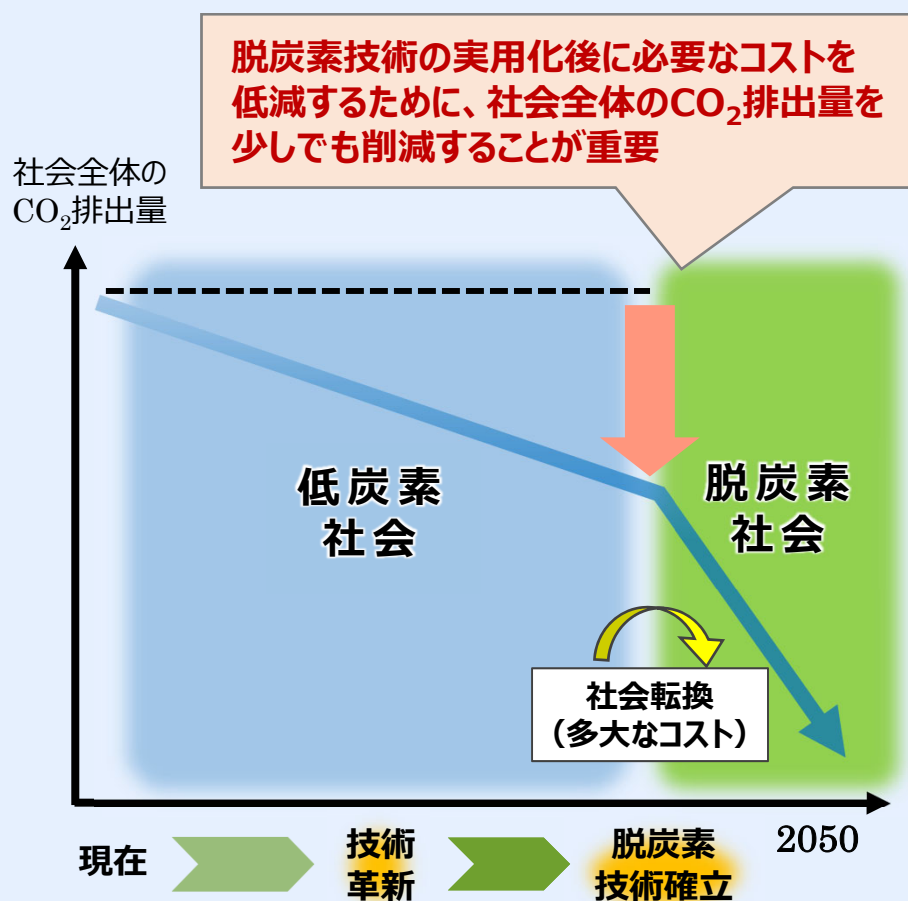 脱炭素技術の実用化後に必要なコストを
低減するために、社会全体のCO₂排出量を
少しでも削減することが重要
社会全体の
CO₂排出量
低炭素
社会
脱炭素
社会
社会転換
（多大なコスト）
2050
現在
技術
革新
脱炭素
技術確立